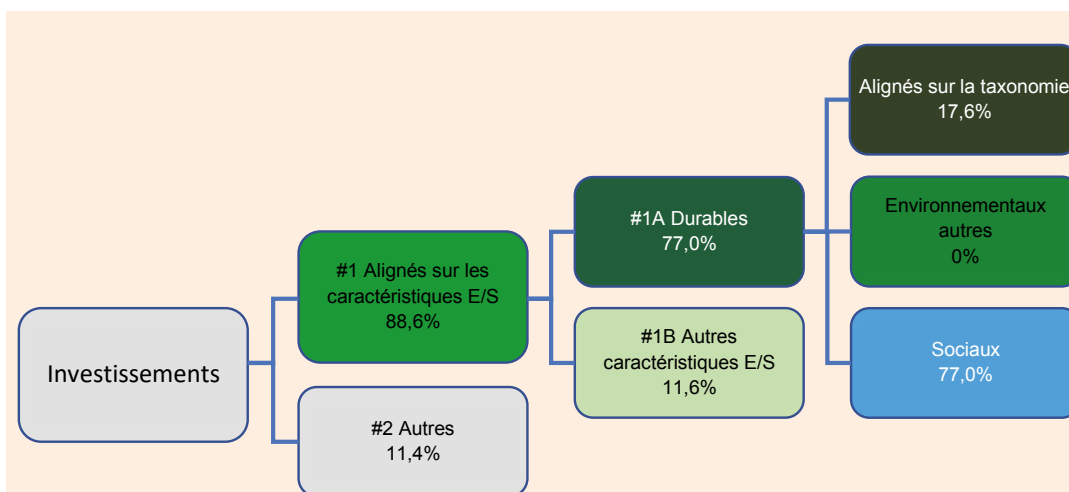 Investissements
#1 Alignés sur les
caractéristiques E/S
88,6%
#2 Autres
11,4%
#1A Durables
77,0%
#1B Autres
caractéristiques E/S
11,6%
Alignés sur la taxonomie
17,6%
Environnementaux
autres
0%
Sociaux
77,0%